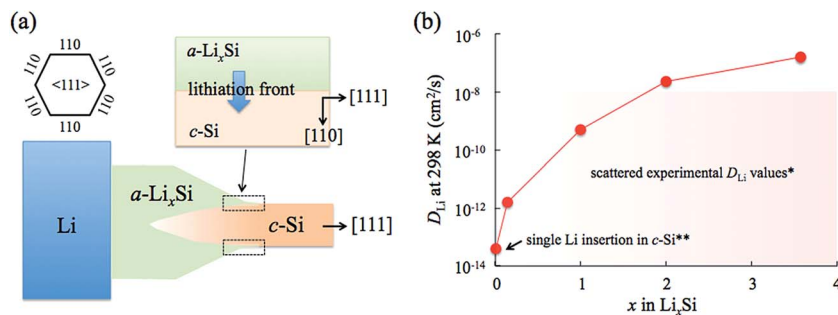 (a)
110
110
110
<111>
110
110
110
a-LiₓSi
lithiation front
c-Si
[111]
[110]
Li
a-LiₓSi
c-Si
[111]
(b)
D_Li at 298 K (cm²/s)
10⁻⁶
10⁻⁸
10⁻¹⁰
10⁻¹²
10⁻¹⁴
scattered experimental D_Li values*
single Li insertion in c-Si**
0
1
2
3
4
x in LiₓSi